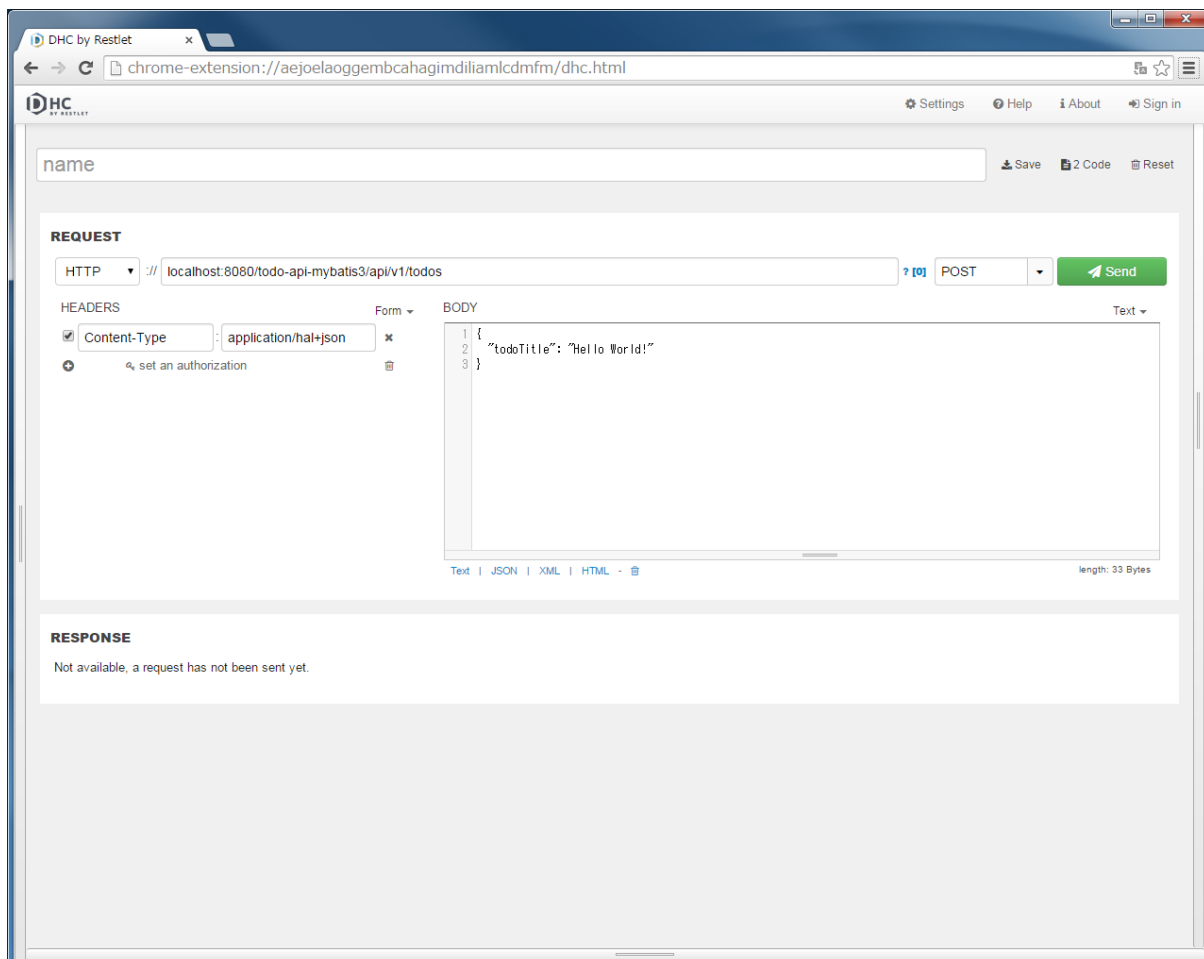 DHC by Restlet ×
chrome-extension://aejoelaoggembcahagimdiliamlcdmfm/dhc.html
DHC BY RESTLET Settings Help About Sign in
name Save 2 Code Reset
REQUEST
HTTP :// localhost:8080/todo-api-mybatis3/api/v1/todos ? [0] POST Send
HEADERS Form BODY Text
Content-Type : application/hal+json
set an authorization
1 {
2 "todoTitle": "Hello World!"
3 }
Text | JSON | XML | HTML - length: 33 Bytes
RESPONSE
Not available, a request has not been sent yet.